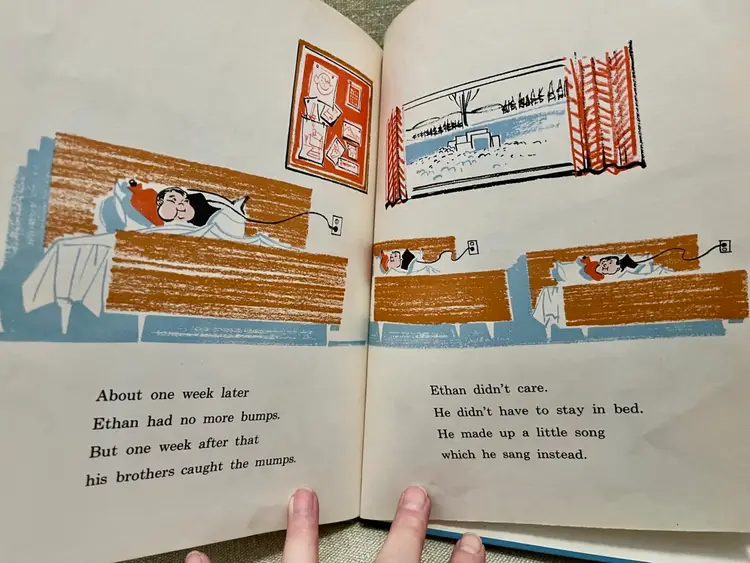 About one week later
Ethan had no more bumps.
But one week after that
his brothers caught the mumps.
Ethan didn't care.
He didn't have to stay in bed.
He made up a little song
which he sang instead.